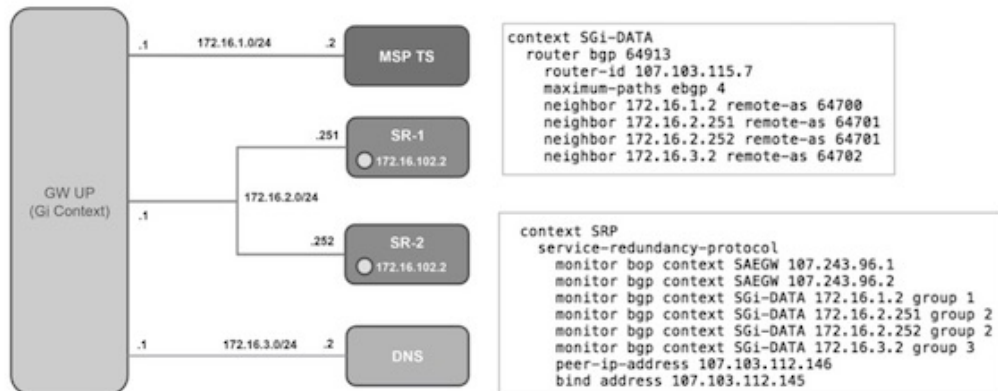 .1
172.16.1.0/24
.2
MSP TS
.251
SR-1
172.16.102.2
GW UP
(Gi Context)
172.16.2.0/24
.1
.252
SR-2
172.16.102.2
.1
172.16.3.0/24
.2
DNS
context SGi-DATA
router bgp 64913
router-id 107.103.115.7
maximum-paths ebgp 4
neighbor 172.16.1.2 remote-as 64700
neighbor 172.16.2.251 remote-as 64701
neighbor 172.16.2.252 remote-as 64701
neighbor 172.16.3.2 remote-as 64702
context SRP
service-redundancy-protocol
monitor bop context SAEGW 107.243.96.1
monitor bgp context SAEGW 107.243.96.2
monitor bgp context SGi-DATA 172.16.1.2 group 1
monitor bgp context SGi-DATA 172.16.2.251 group 2
monitor bgp context SGi-DATA 172.16.2.252 group 2
monitor bgp context SGi-DATA 172.16.3.2 group 3
peer-ip-address 107.103.112.146
bind address 107.103.112.145